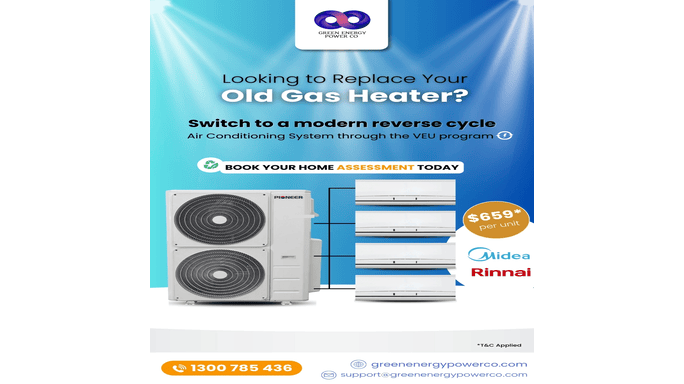 GREEN ENERGY
POWER CO
Looking to Replace Your
Old Gas Heater?
Switch to a modern reverse cycle
Air Conditioning System through the VEU program
BOOK YOUR HOME ASSESSMENT TODAY
PIONEER
$659*
per unit
Midea
Rinnai
*T&C Applied
1300 785 436
greenenergypowerco.com
support@greenenergypowerco.com